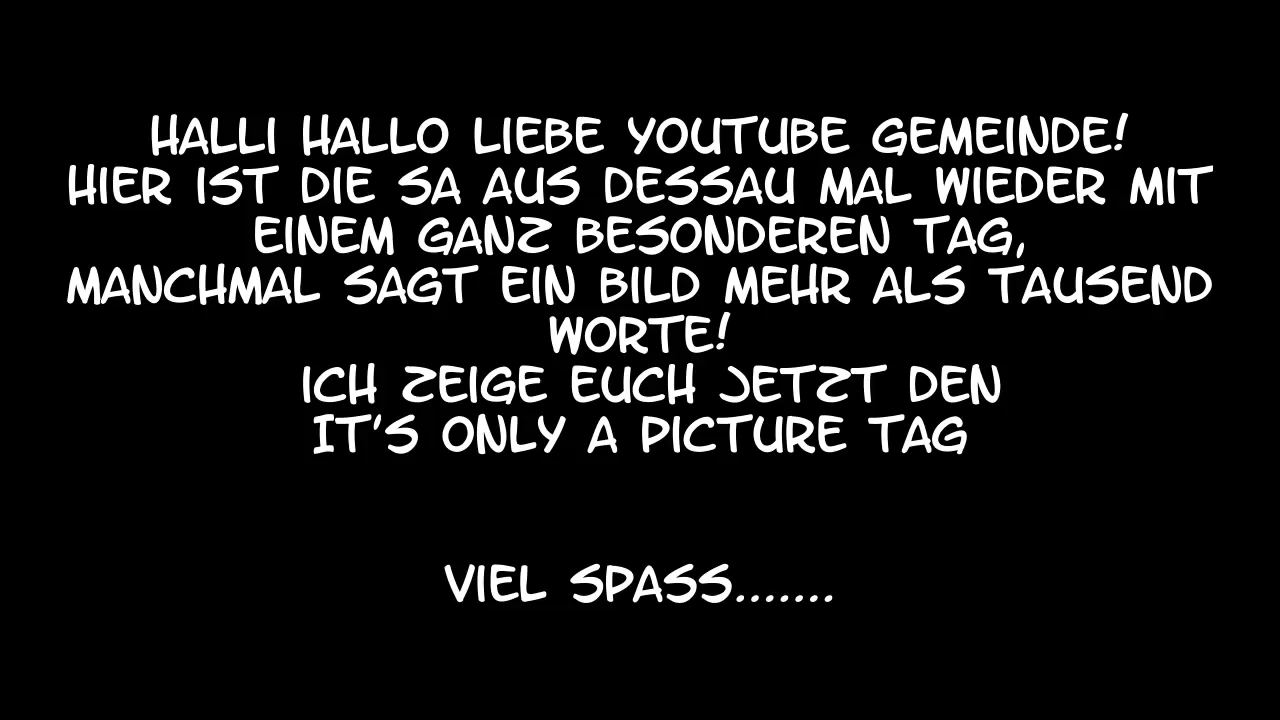 HALLI HALLO LIEBE YOUTUBE GEMEINDE!
HIER IST DIE SA AUS DESSAU MAL WIEDER MIT
EINEM GANZ BESONDEREN TAG,
MANCHMAL SAGT EIN BILD MEHR ALS TAUSEND
WORTE!
ICH ZEIGE EUCH JETZT DEN
IT'S ONLY A PICTURE TAG
VIEL SPASS.......